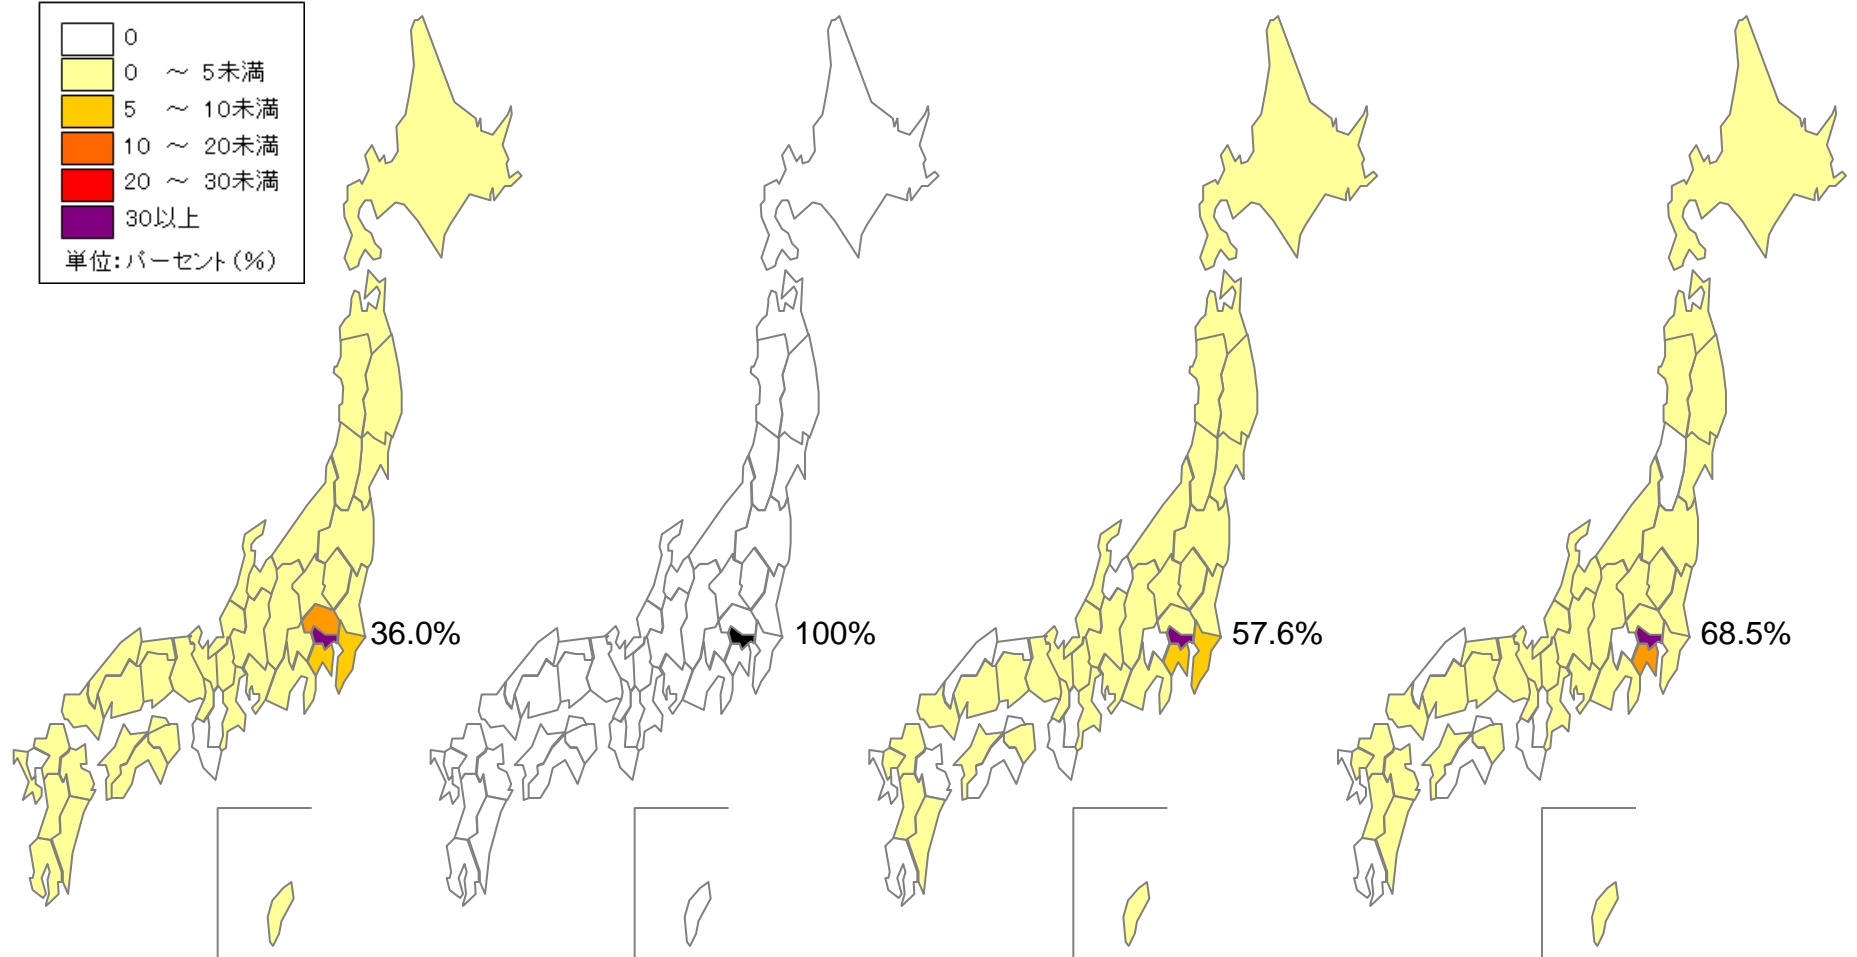 0
0 ～ 5未満
5 ～ 10未満
10 ～ 20未満
20 ～ 30未満
30以上
単位:パーセント(%)
36.0%
100%
57.6%
68.5%